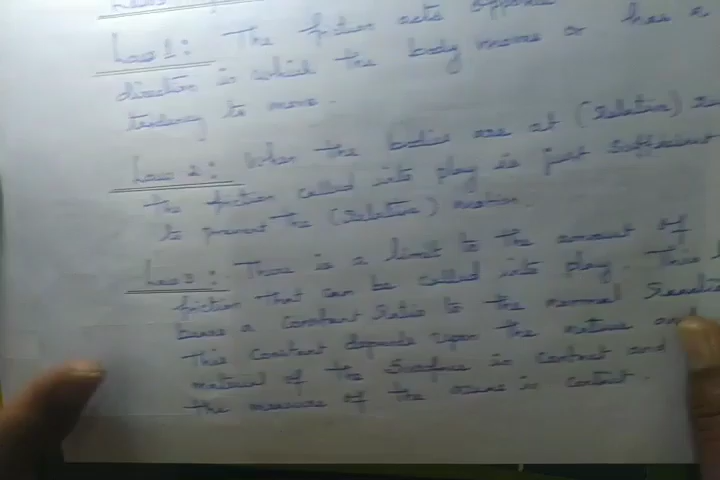 Law 1: The friction acts opposite
direction in which the body moves or has a
tendency to move.
Law 2: When the bodies are at (relative)
The friction called into play is just sufficient
to prevent the (relative) motion.
Law 3: There is a limit to the amount of
friction that can be called into play. This
bears a constant ratio to the normal
This constant depends upon the nature and
material of the surface in contact and
the measure of the in contact.